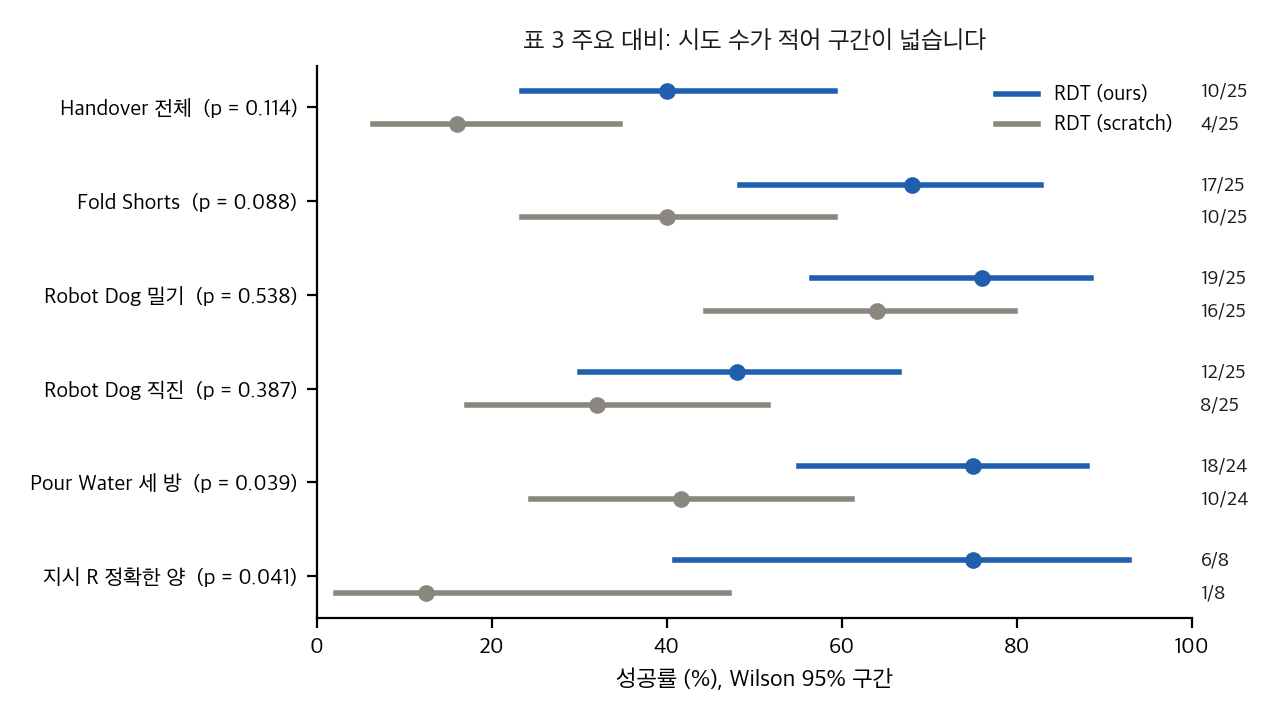 표 3 주요 대비: 시도 수가 적어 구간이 넓습니다
RDT (ours)
RDT (scratch)
Handover 전체 (p = 0.114)
10/25
4/25
Fold Shorts (p = 0.088)
17/25
10/25
Robot Dog 밀기 (p = 0.538)
19/25
16/25
Robot Dog 직진 (p = 0.387)
12/25
8/25
Pour Water 세 방 (p = 0.039)
18/24
10/24
지시 R 정확한 양 (p = 0.041)
6/8
1/8
0 20 40 60 80 100
성공률 (%), Wilson 95% 구간